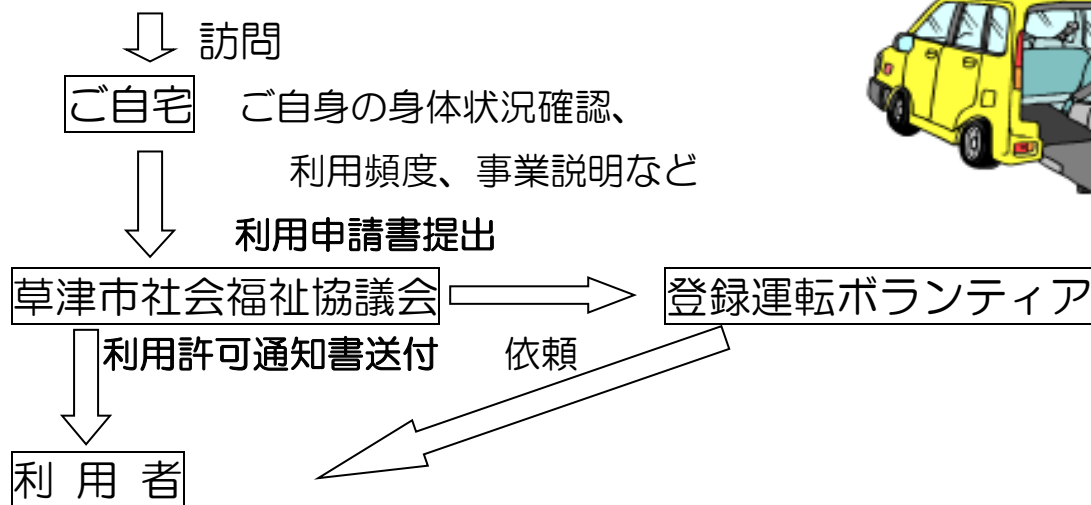 訪問
ご自宅 ご自身の身体状況確認、
利用頻度、事業説明など
利用申請書提出
草津市社会福祉協議会 登録運転ボランティア
利用許可通知書送付 依頼
利 用 者